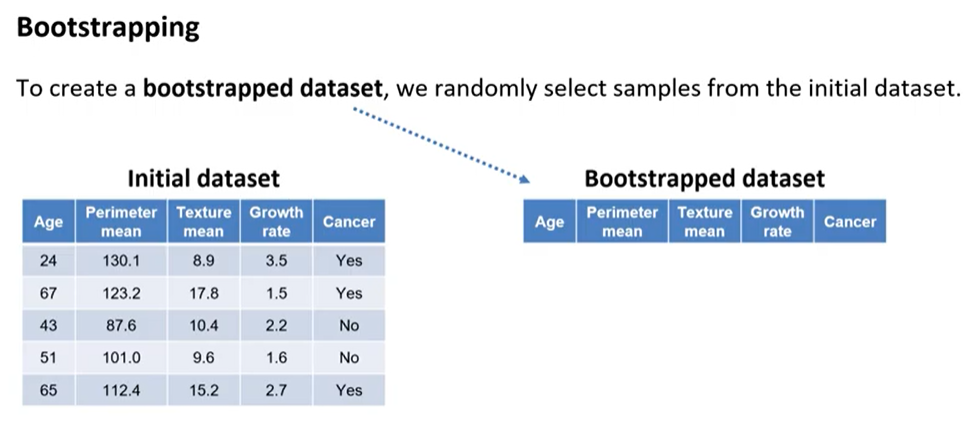 Bootstrapping
To create a bootstrapped dataset, we randomly select samples from the initial dataset.
Initial dataset
Age Perimeter mean Texture mean Growth rate Cancer
24 130.1 8.9 3.5 Yes
67 123.2 17.8 1.5 Yes
43 87.6 10.4 2.2 No
51 101.0 9.6 1.6 No
65 112.4 15.2 2.7 Yes
Bootstrapped dataset
Age Perimeter mean Texture mean Growth rate Cancer